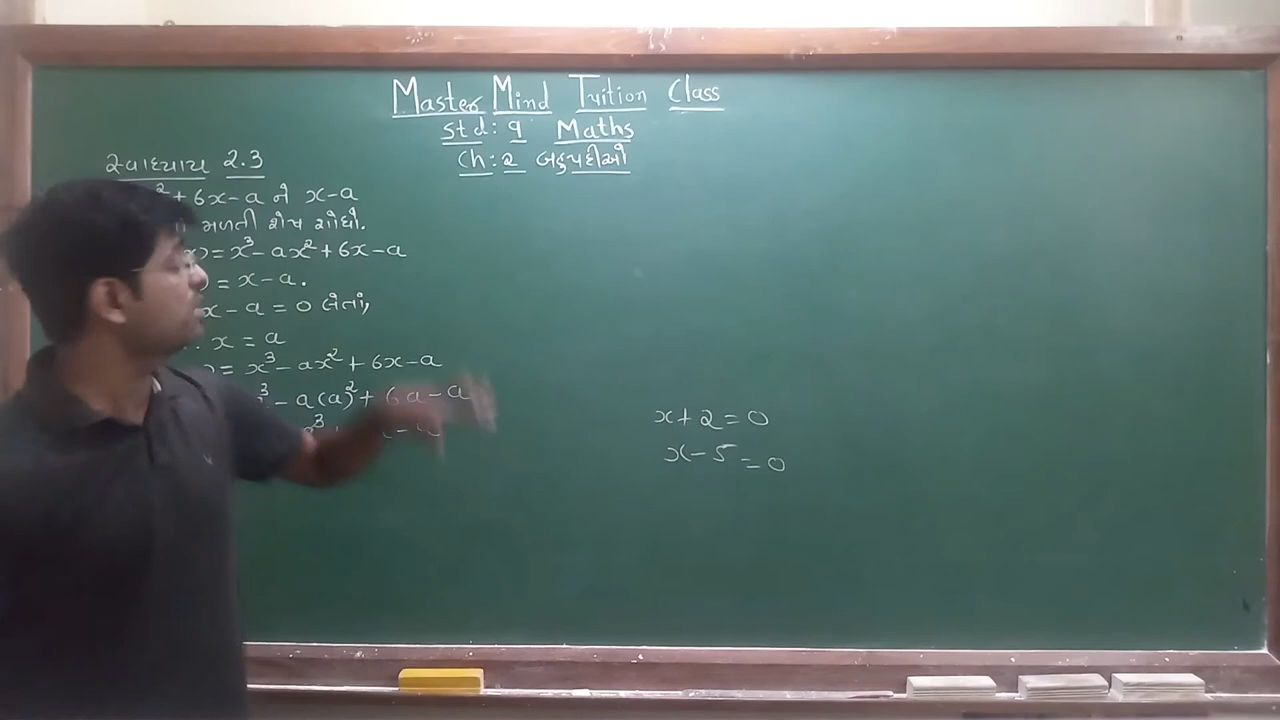 Master Mind Tuition Class
Std: 9 Maths
Ch: 2 બહુપદીઓ
સ્વાધ્યાય 2.3
+ 6x - a ને x - a
મળતી શેષ શોધો.
= x³ - ax² + 6x - a
= x - a.
x - a = 0 લેતાં,
x = a
= x³ - ax² + 6x - a
- a(a)² + 6a - a
x + 2 = 0
x - 5 = 0